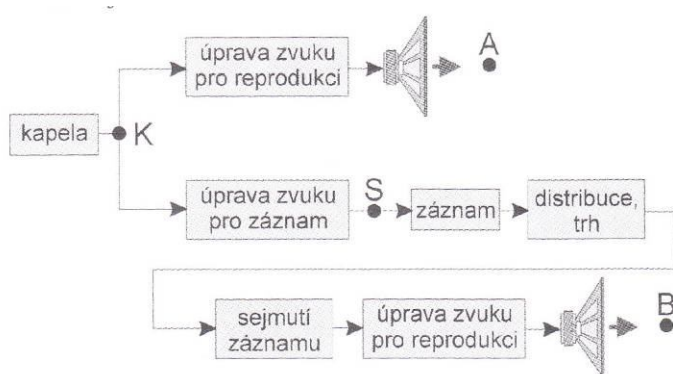 úprava zvuku
pro reprodukci
A
kapela
K
úprava zvuku
pro záznam
S
záznam
distribuce,
trh
sejmutí
záznamu
úprava zvuku
pro reprodukci
B